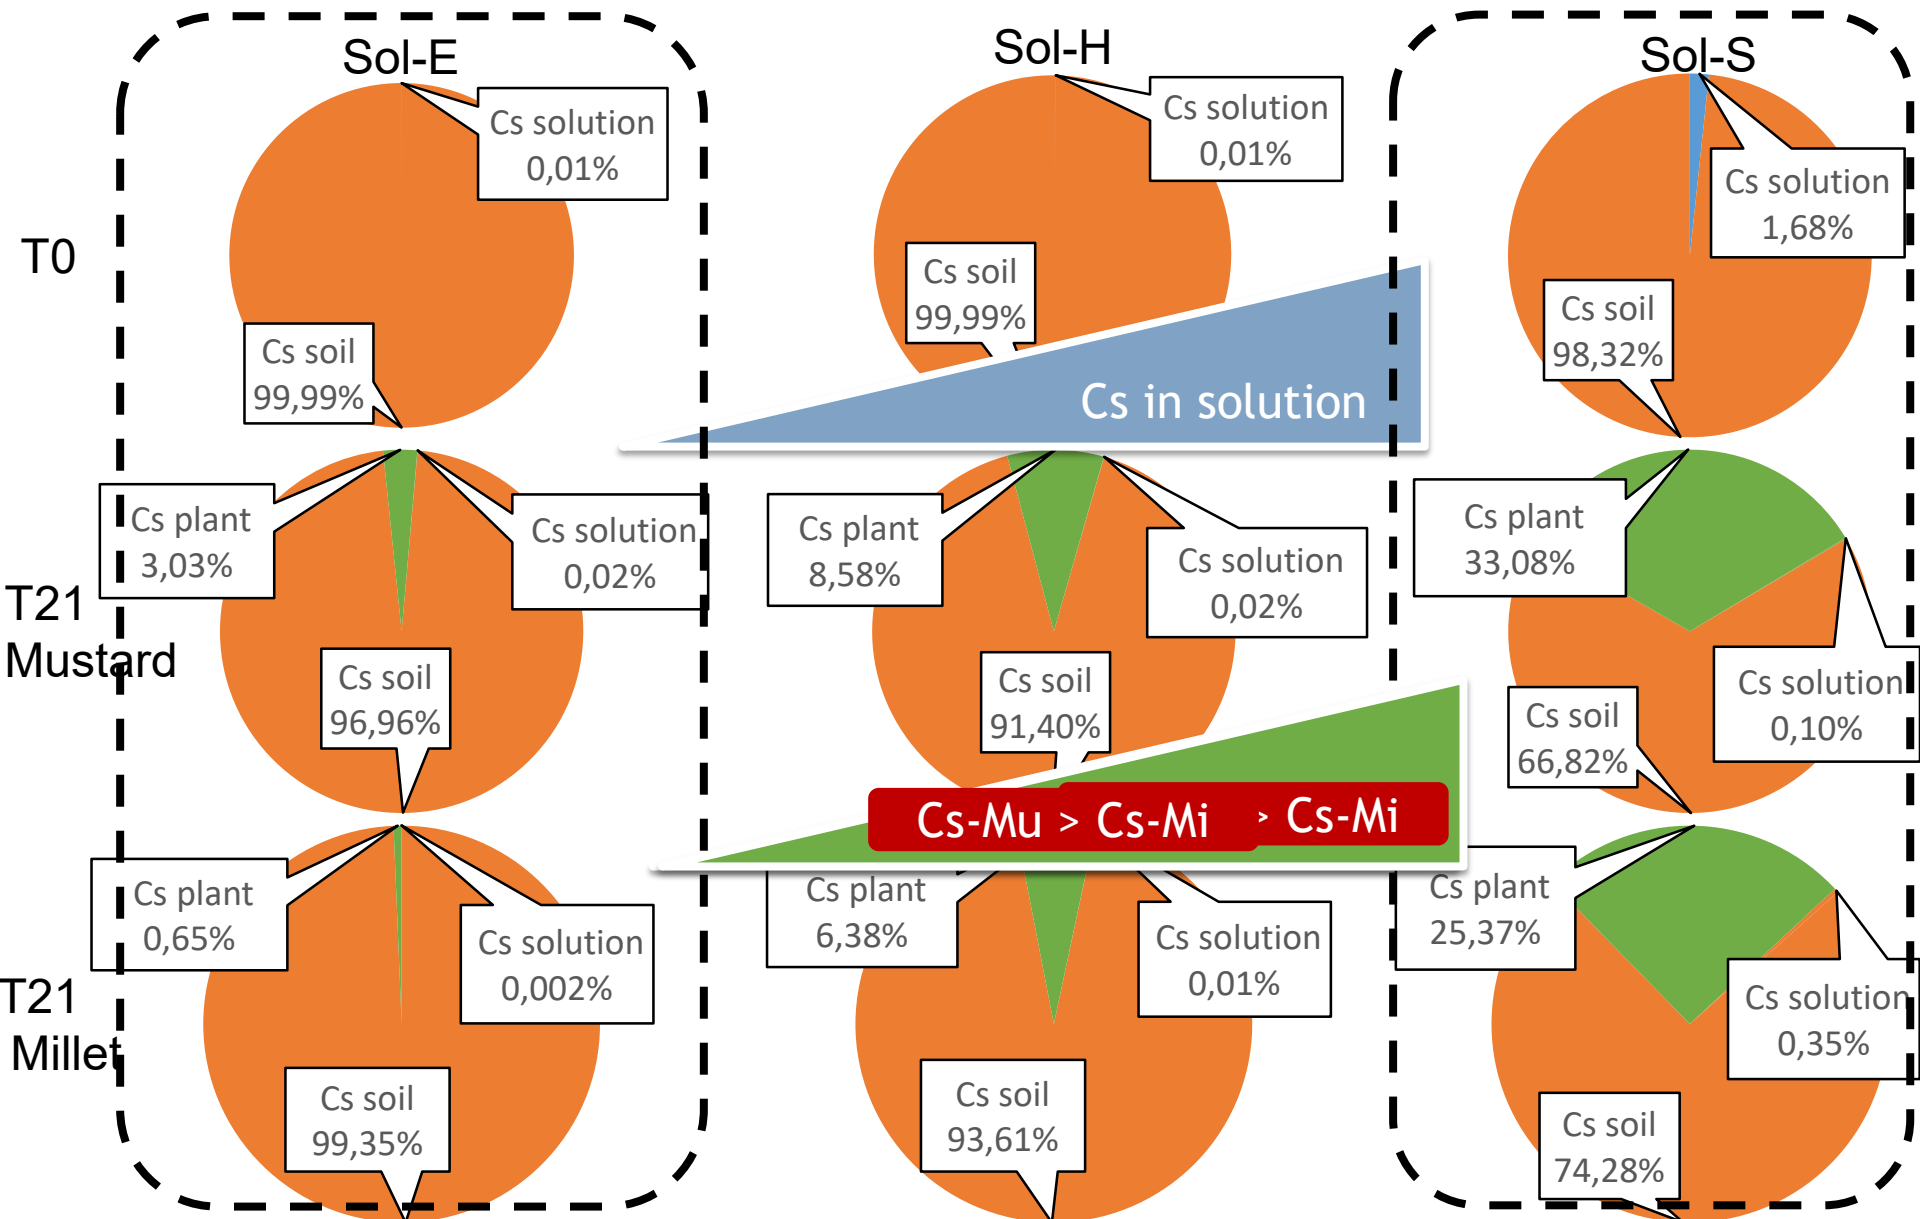 Sol-E
Sol-H
Sol-S
T0
Cs solution
0,01%
Cs soil
99,99%
Cs solution
0,01%
Cs soil
99,99%
Cs solution
1,68%
Cs soil
98,32%
Cs in solution
T21
Mustard
Cs plant
3,03%
Cs solution
0,02%
Cs soil
96,96%
Cs plant
8,58%
Cs solution
0,02%
Cs soil
91,40%
Cs plant
33,08%
Cs solution
0,10%
Cs soil
66,82%
Cs-Mu > Cs-Mi
> Cs-Mi
T21
Millet
Cs plant
0,65%
Cs solution
0,002%
Cs soil
99,35%
Cs plant
6,38%
Cs solution
0,01%
Cs soil
93,61%
Cs plant
25,37%
Cs solution
0,35%
Cs soil
74,28%